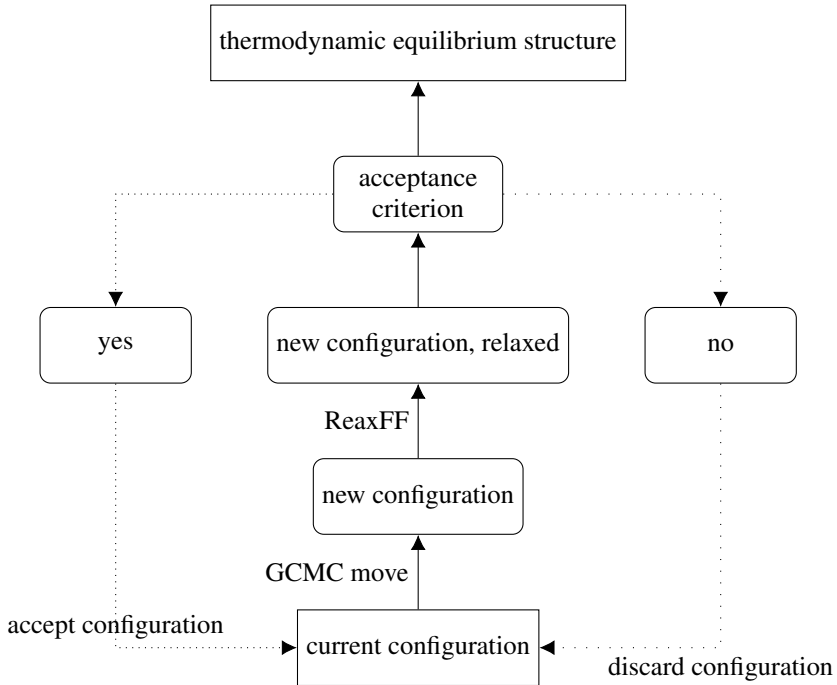 thermodynamic equilibrium structure
acceptance
criterion
yes
new configuration, relaxed
no
ReaxFF
new configuration
GCMC move
accept configuration
current configuration
discard configuration